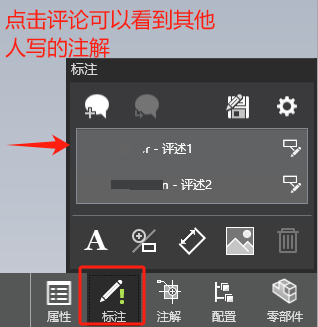 点击评论可以看到其他
人写的注解
标注
.r - 评述1
n - 评述2
A
属性
标注
注解
配置
零部件